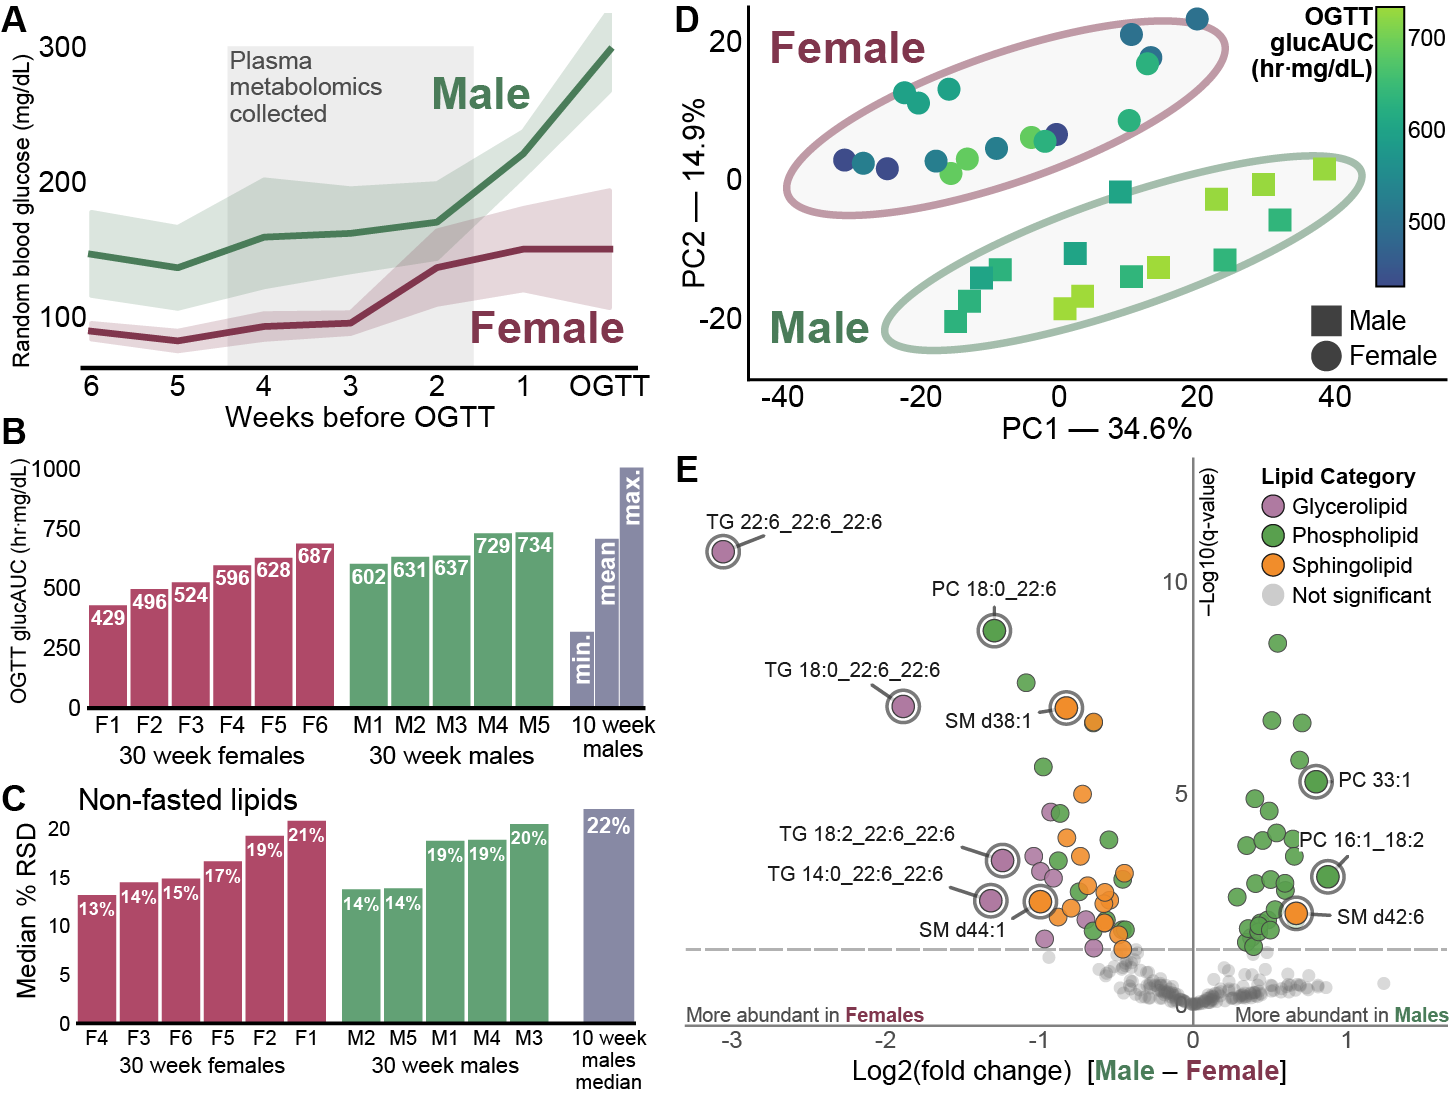 A
Random blood glucose (mg/dL)
300
200
100
Plasma
metabolomics
collected
Male
Female
6 5 4 3 2 1 OGTT
Weeks before OGTT
B
OGTT glucAUC (hr·mg/dL)
1000
750
500
250
0
429 496 524 596 628 687
602 631 637 729 734
min. mean max.
F1 F2 F3 F4 F5 F6
M1 M2 M3 M4 M5
10 week
males
30 week females
30 week males
C
Non-fasted lipids
Median % RSD
20
15
10
5
0
13% 14% 15% 17% 19% 21%
14% 14% 19% 19% 20%
22%
F4 F3 F6 F5 F2 F1
M2 M5 M1 M4 M3
10 week
males
median
30 week females
30 week males
D
PC2 — 14.9%
20
0
-20
Female
Male
OGTT
glucAUC
(hr·mg/dL)
700
600
500
Male
Female
-40 -20 0 20 40
PC1 — 34.6%
E
−Log10(q-value)
10
5
0
Lipid Category
Glycerolipid
Phospholipid
Sphingolipid
Not significant
TG 22:6_22:6_22:6
PC 18:0_22:6
TG 18:0_22:6_22:6
SM d38:1
PC 33:1
TG 18:2_22:6_22:6
PC 16:1_18:2
TG 14:0_22:6_22:6
SM d44:1
SM d42:6
More abundant in Females
More abundant in Males
-3 -2 -1 0 1
Log2(fold change) [Male – Female]